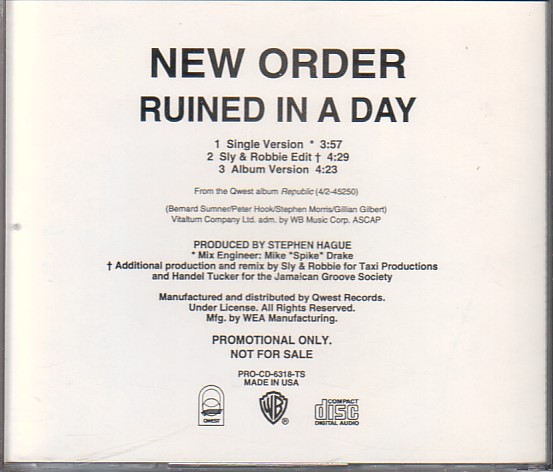 NEW ORDER
RUINED IN A DAY
1 Single Version * 3:57
2 Sly & Robbie Edit † 4:29
3 Album Version 4:23
From the Qwest album Republic (4/2-45250)
(Bernard Sumner/Peter Hook/Stephen Morris/Gillian Gilbert)
Vitalturn Company Ltd. adm. by WB Music Corp. ASCAP
PRODUCED BY STEPHEN HAGUE
* Mix Engineer: Mike "Spike" Drake
† Additional production and remix by Sly & Robbie for Taxi Productions
and Handel Tucker for the Jamaican Groove Society
Manufactured and distributed by Qwest Records.
Under License. All Rights Reserved.
Mfg. by WEA Manufacturing.
PROMOTIONAL ONLY.
NOT FOR SALE
PRO-CD-6318-TS
MADE IN USA
QWEST
WB ®
COMPACT
disc
DIGITAL AUDIO